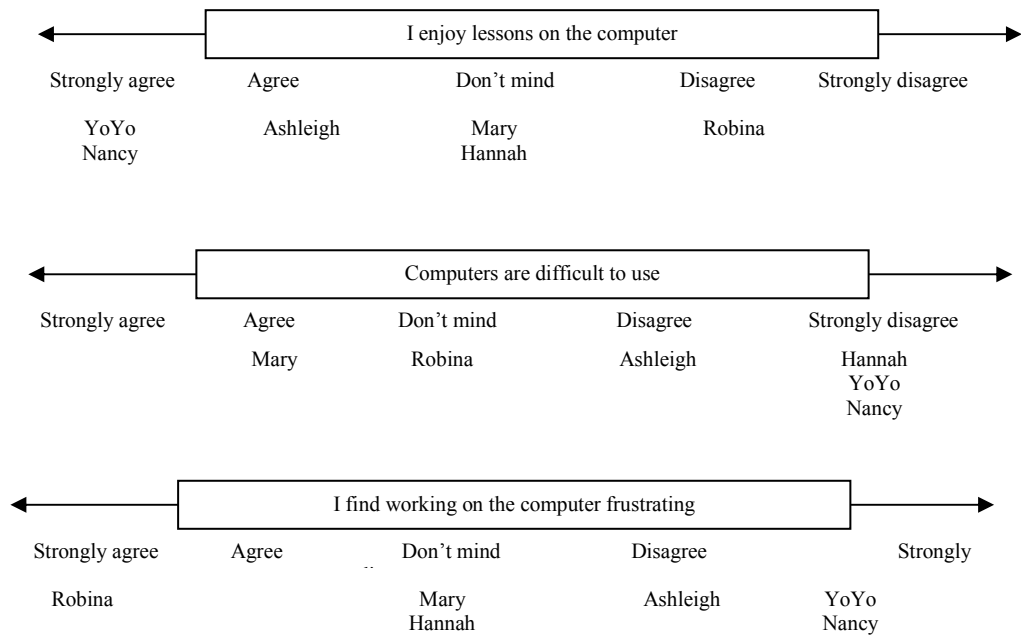 I enjoy lessons on the computer
Strongly agree Agree Don't mind Disagree Strongly disagree
YoYo Ashleigh Mary Robina
Nancy Hannah
Computers are difficult to use
Strongly agree Agree Don't mind Disagree Strongly disagree
Mary Robina Ashleigh Hannah
YoYo
Nancy
I find working on the computer frustrating
Strongly agree Agree Don't mind Disagree Strongly
Robina Mary Ashleigh YoYo
Hannah Nancy